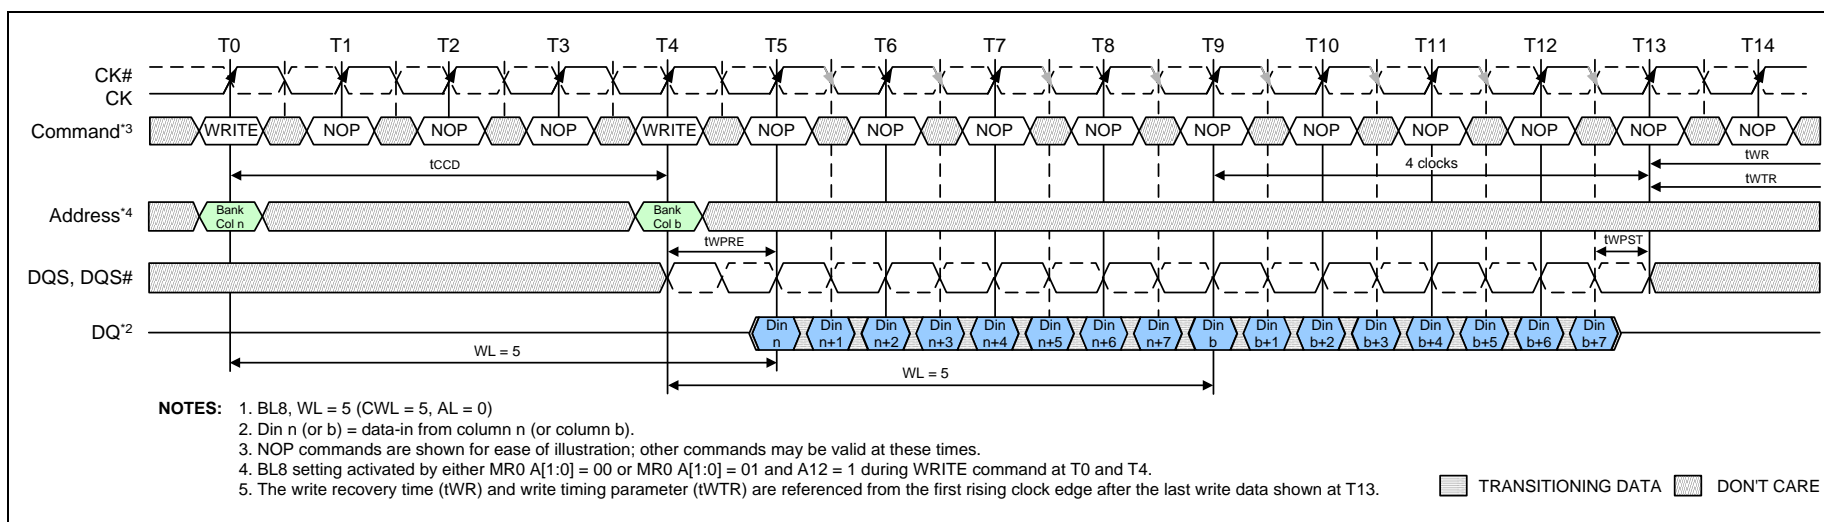 T0 T1 T2 T3 T4 T5 T6 T7 T8 T9 T10 T11 T12 T13 T14
CK#
CK
Command*3 WRITE NOP NOP NOP WRITE NOP NOP NOP NOP NOP NOP NOP NOP NOP NOP
tCCD 4 clocks tWR
tWTR
Address*4 Bank Col n Bank Col b
tWPRE tWPST
DQS, DQS#
DQ*2 Din n Din n+1 Din n+2 Din n+3 Din n+4 Din n+5 Din n+6 Din n+7 Din b Din b+1 Din b+2 Din b+3 Din b+4 Din b+5 Din b+6 Din b+7
WL = 5
WL = 5
NOTES: 1. BL8, WL = 5 (CWL = 5, AL = 0)
2. Din n (or b) = data-in from column n (or column b).
3. NOP commands are shown for ease of illustration; other commands may be valid at these times.
4. BL8 setting activated by either MR0 A[1:0] = 00 or MR0 A[1:0] = 01 and A12 = 1 during WRITE command at T0 and T4.
5. The write recovery time (tWR) and write timing parameter (tWTR) are referenced from the first rising clock edge after the last write data shown at T13.
TRANSITIONING DATA DON'T CARE